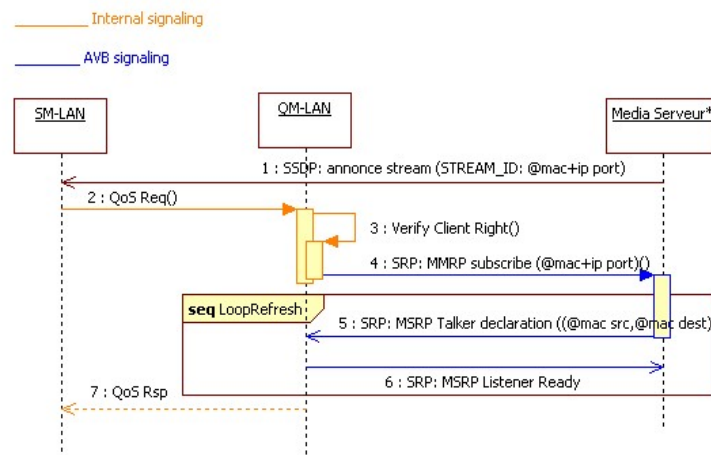 Internal signaling
AVB signaling
SM-LAN
QM-LAN
Media Serveur*
1 : SSDP: annonce stream (STREAM_ID: @mac+ip port)
2 : QoS Req()
3 : Verify Client Right()
4 : SRP: MMRP subscribe (@mac+ip port)()
seq LoopRefresh
5 : SRP: MSRP Talker declaration ((@mac src,@mac dest)
6 : SRP: MSRP Listener Ready
7 : QoS Rsp